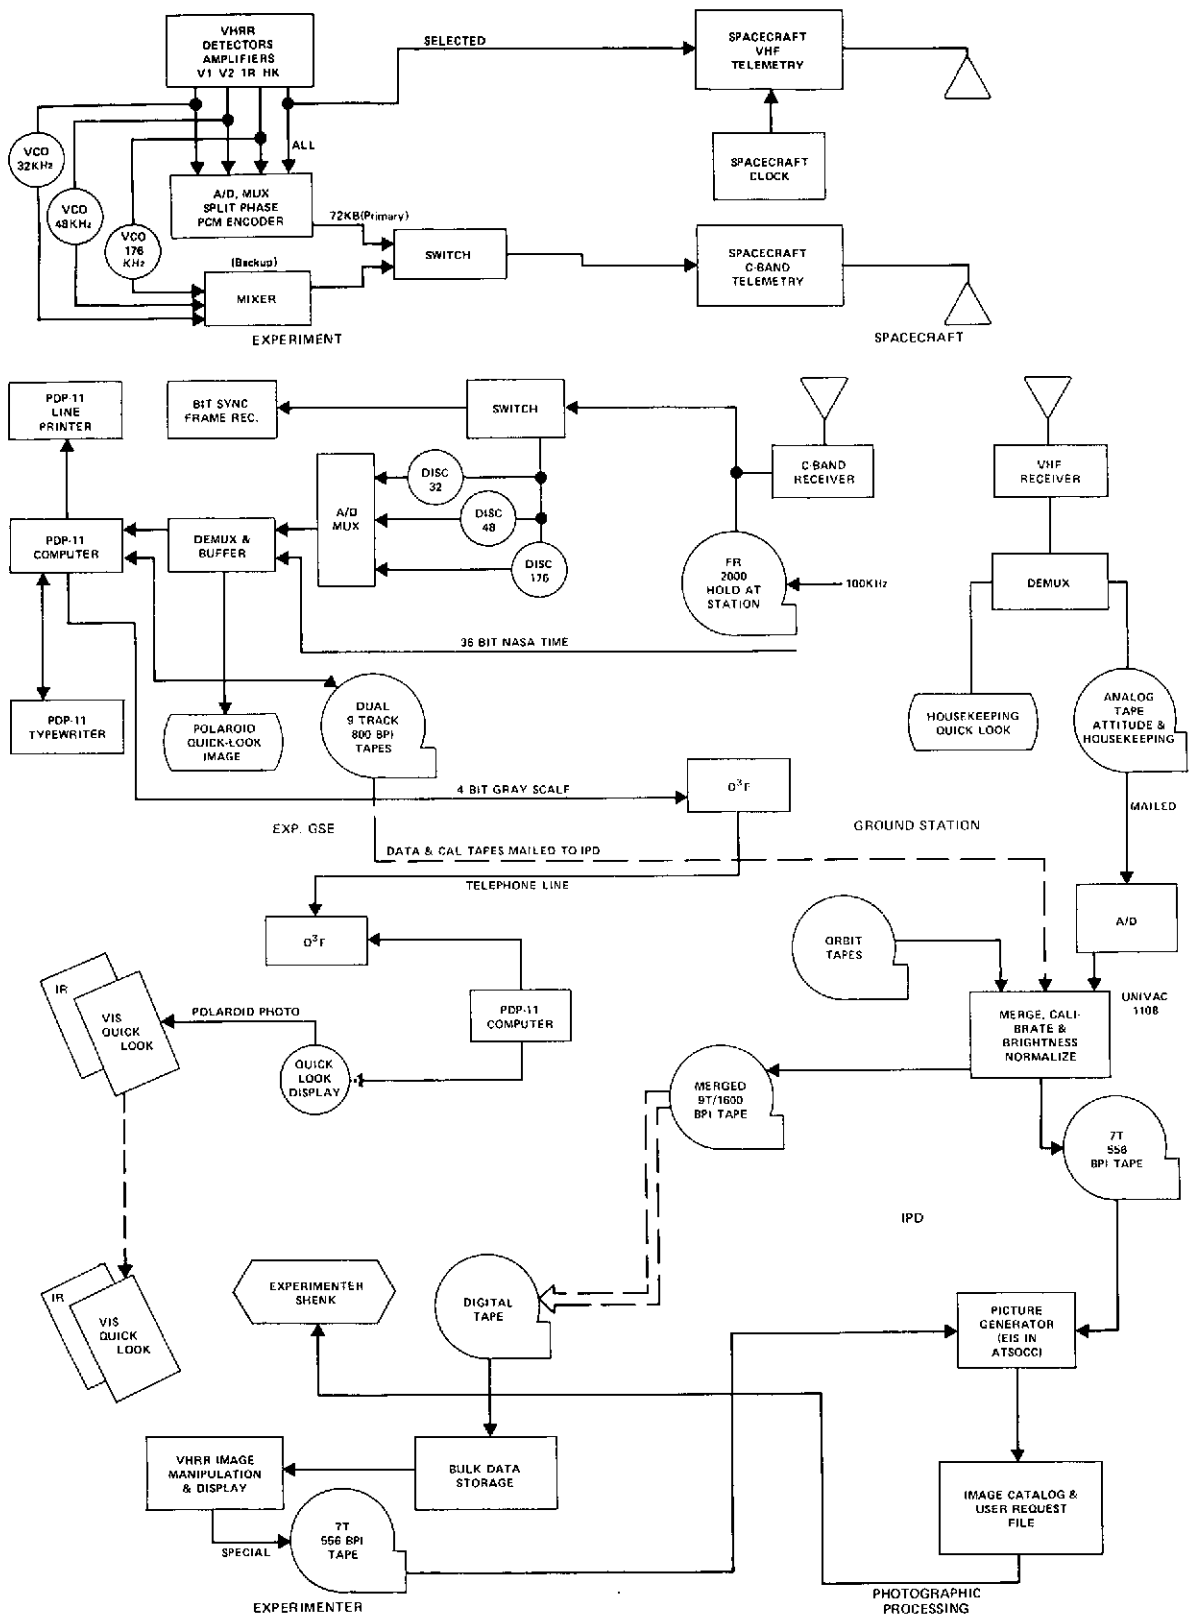 VHRR
DETECTORS
AMPLIFIERS
V1 V2 1R HK
SELECTED
SPACECRAFT
VHF
TELEMETRY
VCO
32KHz
ALL
SPACECRAFT
CLOCK
VCO
48KHz
A/D, MUX
SPLIT PHASE
PCM ENCODER
72KB(Primary)
VCO
176
KHz
SWITCH
SPACECRAFT
C-BAND
TELEMETRY
(Backup)
MIXER
EXPERIMENT
SPACECRAFT
PDP-11
LINE
PRINTER
BIT SYNC
FRAME REC.
SWITCH
C-BAND
RECEIVER
VHF
RECEIVER
DISC
32
A/D
MUX
DISC
48
PDP-11
COMPUTER
DEMUX &
BUFFER
DISC
176
FR
2000
HOLD AT
STATION
100KHz
DEMUX
36 BIT NASA TIME
PDP-11
TYPEWRITER
POLAROID
QUICK-LOOK
IMAGE
DUAL
9 TRACK
800 BPI
TAPES
HOUSEKEEPING
QUICK LOOK
ANALOG
TAPE
ATTITUDE &
HOUSEKEEPING
4 BIT GRAY SCALE
D³F
MAILED
EXP. GSE
GROUND STATION
DATA & CAL TAPES MAILED TO IPD
TELEPHONE LINE
A/D
D³F
ORBIT
TAPES
IR
VIS
QUICK
LOOK
POLAROID PHOTO
PDP-11
COMPUTER
UNIVAC
1108
MERGE, CALI-
BRATE &
BRIGHTNESS
NORMALIZE
QUICK
LOOK
DISPLAY
MERGED
9T/1600
BPI TAPE
7T
556
BPI TAPE
IPD
EXPERIMENTER
SHENK
DIGITAL
TAPE
IR
VIS
QUICK
LOOK
PICTURE
GENERATOR
(EIS IN
ATSOCC)
VHRR IMAGE
MANIPULATION
& DISPLAY
BULK DATA
STORAGE
IMAGE CATALOG &
USER REQUEST
FILE
SPECIAL
7T
556 BPI
TAPE
EXPERIMENTER
PHOTOGRAPHIC
PROCESSING